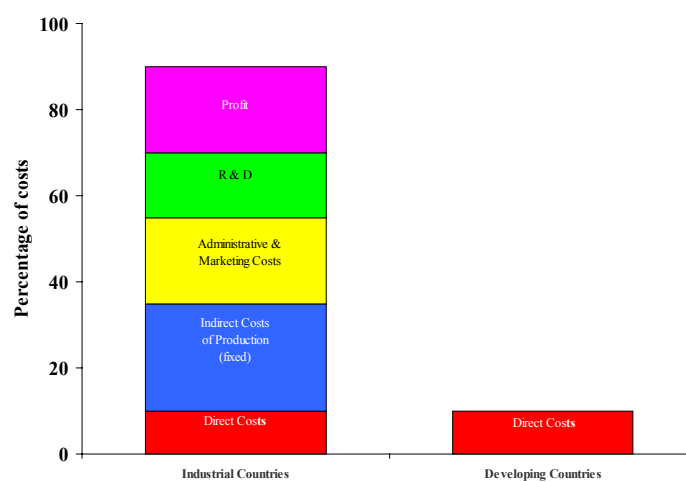 100
80
60
40
20
0
Percentage of costs
Profit
R & D
Administrative &
Marketing Costs
Indirect Costs
of Production
(fixed)
Direct Costs
Direct Costs
Industrial Countries
Developing Countries